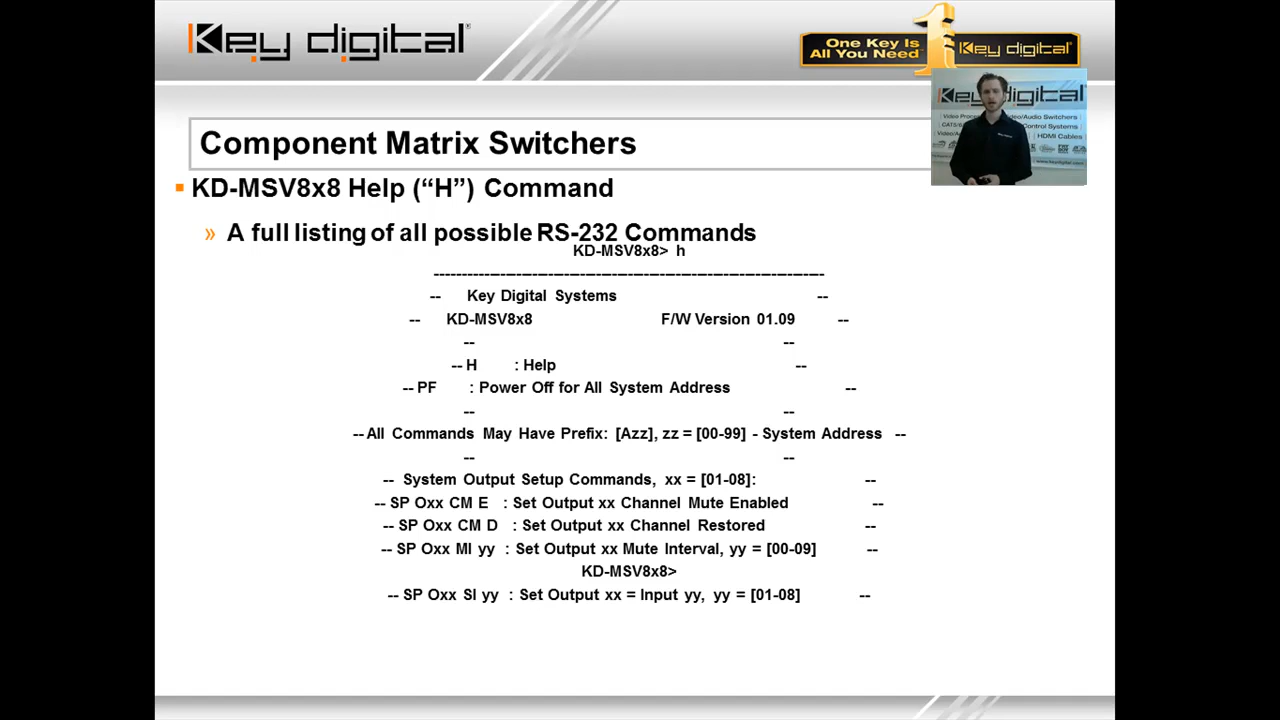 Key digital
One Key Is
All You Need
Key digital
Key digital
Component Matrix Switchers
KD-MSV8x8 Help (“H”) Command
» A full listing of all possible RS-232 Commands
KD-MSV8x8> h
-----------------------------------------------------------------------
-- Key Digital Systems --
-- KD-MSV8x8 F/W Version 01.09 --
-- --
-- H : Help --
-- PF : Power Off for All System Address --
-- --
-- All Commands May Have Prefix: [Azz], zz = [00-99] - System Address --
-- --
-- System Output Setup Commands, xx = [01-08]: --
-- SP Oxx CM E : Set Output xx Channel Mute Enabled --
-- SP Oxx CM D : Set Output xx Channel Restored --
-- SP Oxx MI yy : Set Output xx Mute Interval, yy = [00-09] --
KD-MSV8x8>
-- SP Oxx SI yy : Set Output xx = Input yy, yy = [01-08] --